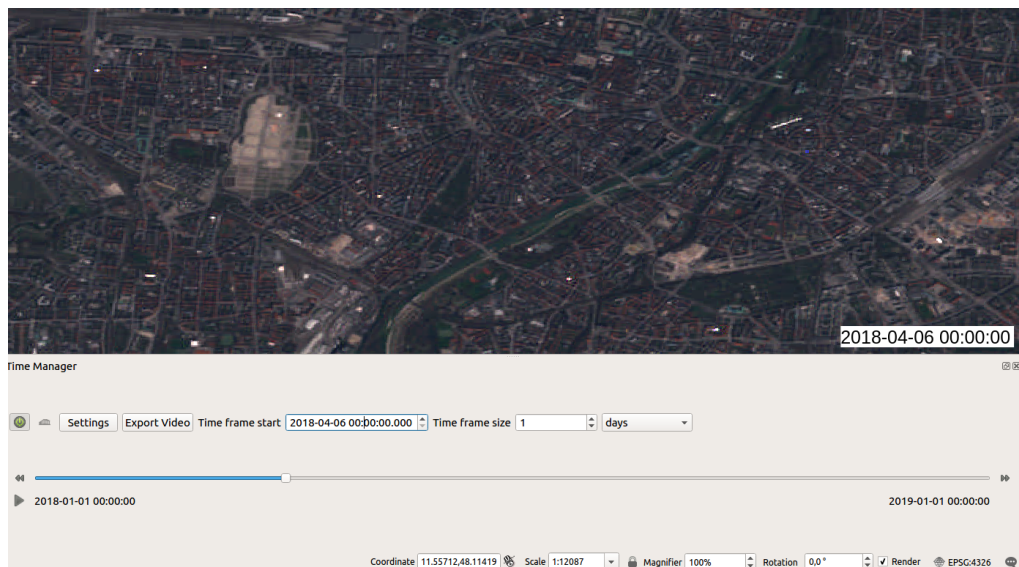 2018-04-06 00:00:00
Time Manager
Settings Export Video Time frame start 2018-04-06 00:00:00.000 Time frame size 1 days
2018-01-01 00:00:00 2019-01-01 00:00:00
Coordinate 11.55712,48.11419 Scale 1:12087 Magnifier 100% Rotation 0,0 ° Render EPSG:4326